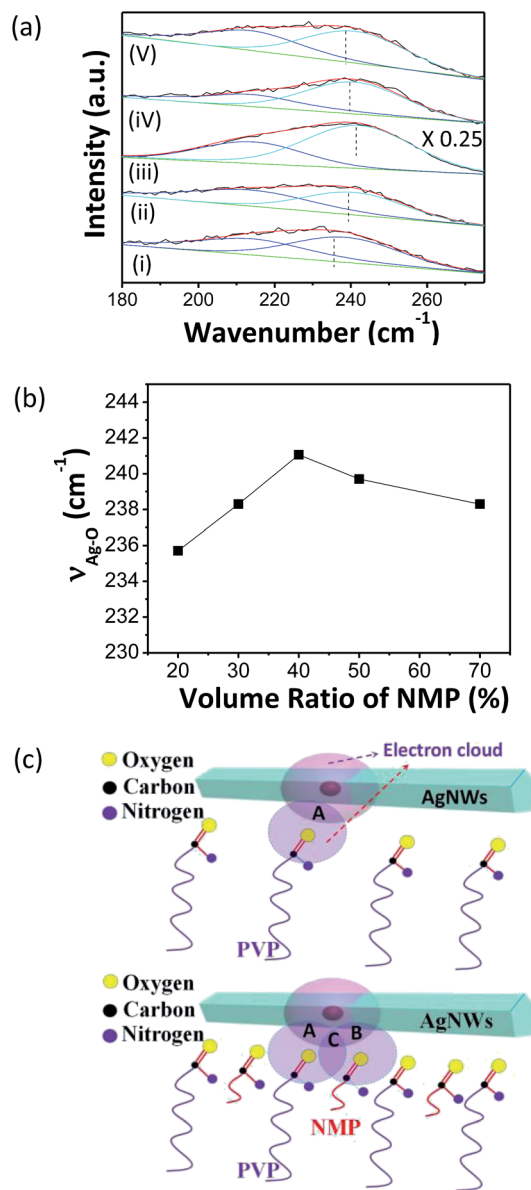 (a)
(V)
(iV)
X 0.25
(iii)
(ii)
(i)
Intensity (a.u.)
180 200 220 240 260
Wavenumber (cm⁻¹)
(b)
244
242
240
238
236
234
232
230
ν Ag-O (cm⁻¹)
20 30 40 50 60 70
Volume Ratio of NMP (%)
(c)
Electron cloud
Oxygen
Carbon
Nitrogen
A
AgNWs
PVP
Oxygen
Carbon
Nitrogen
A B
C
AgNWs
NMP
PVP